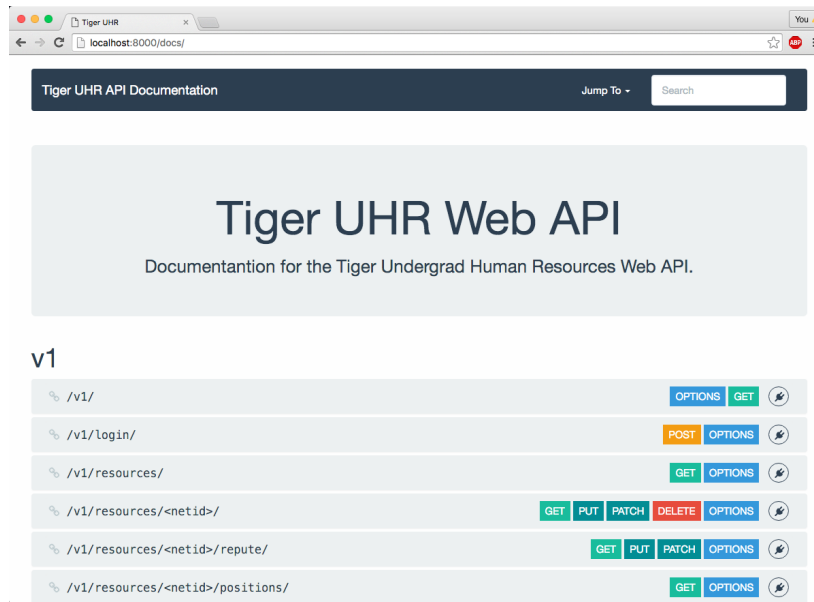 Tiger UHR
You
localhost:8000/docs/
ABP
Tiger UHR API Documentation
Jump To
Search
Tiger UHR Web API
Documentantion for the Tiger Undergrad Human Resources Web API.
v1
/v1/ OPTIONS GET
/v1/login/ POST OPTIONS
/v1/resources/ GET OPTIONS
/v1/resources/<netid>/ GET PUT PATCH DELETE OPTIONS
/v1/resources/<netid>/repute/ GET PUT PATCH OPTIONS
/v1/resources/<netid>/positions/ GET OPTIONS